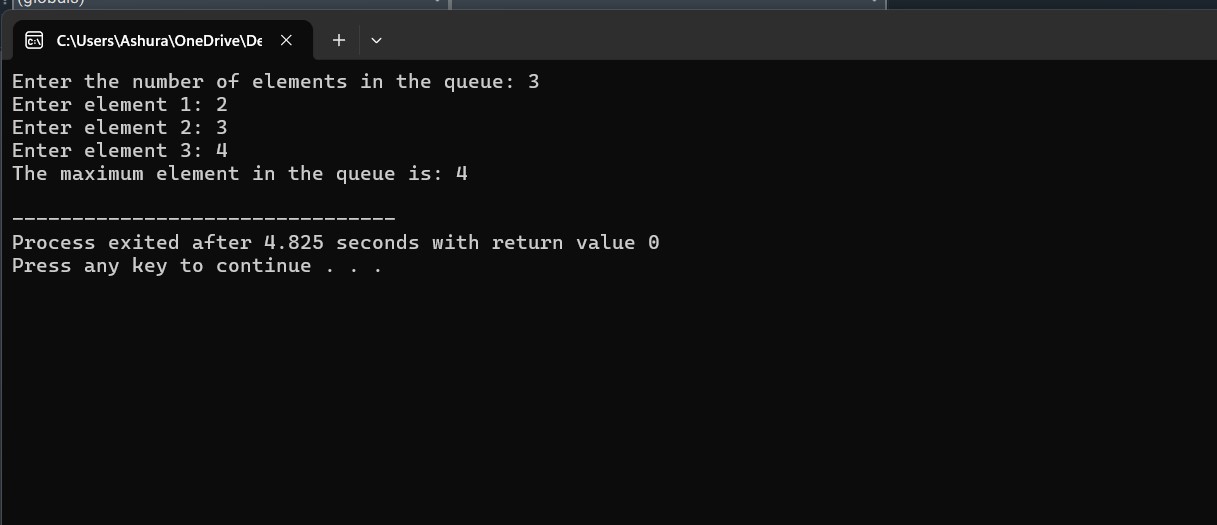 (globals)
C:\Users\Ashura\OneDrive\De
Enter the number of elements in the queue: 3
Enter element 1: 2
Enter element 2: 3
Enter element 3: 4
The maximum element in the queue is: 4
--------------------------------
Process exited after 4.825 seconds with return value 0
Press any key to continue . . .